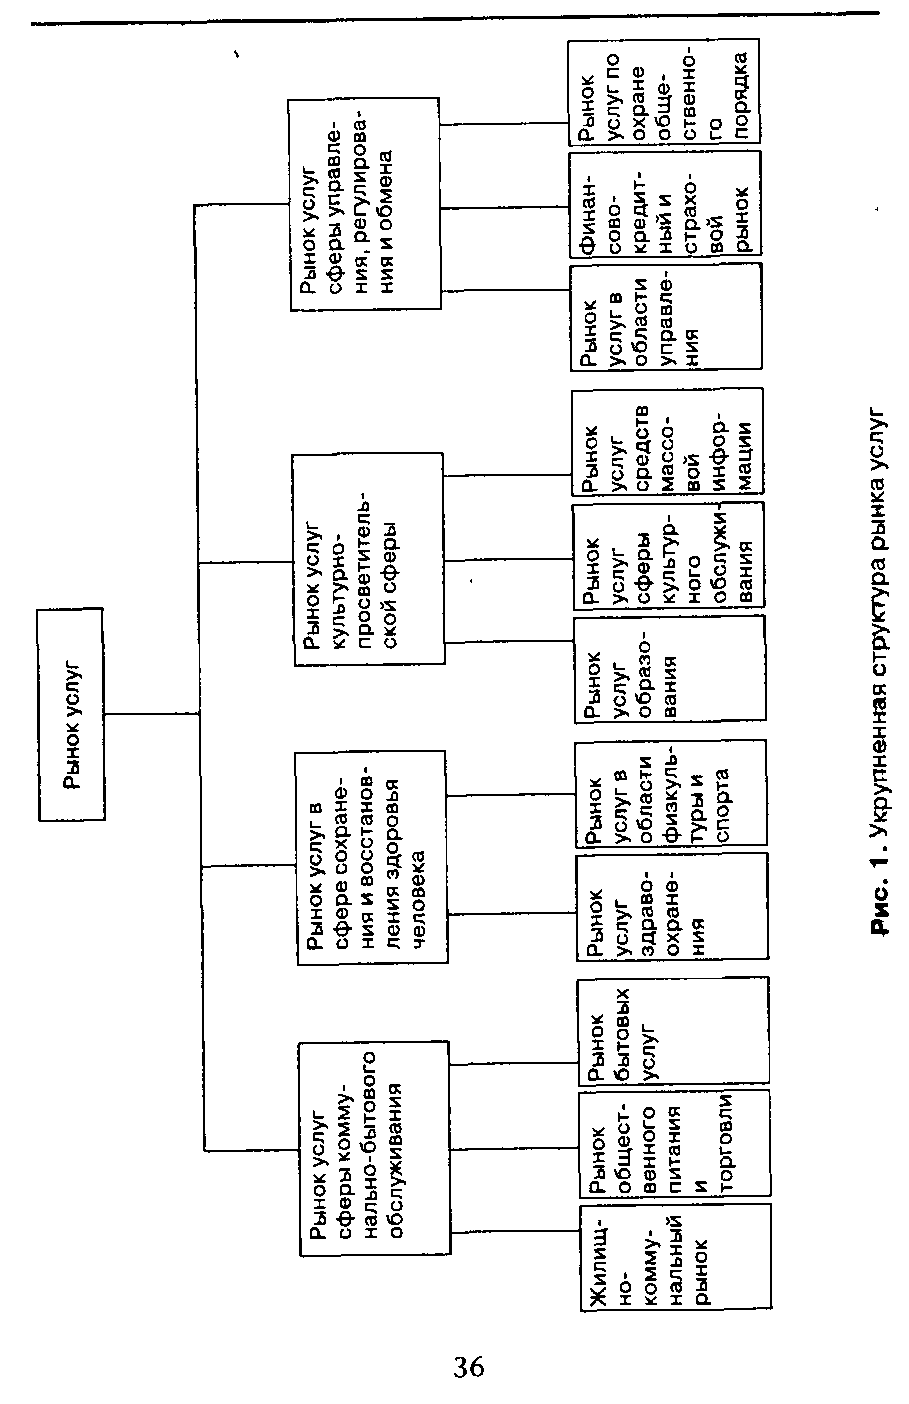 Рынок услуг
Рынок услуг
сферы комму-
нально-бытового
обслуживания
Рынок услуг в
сфере сохране-
ния и восстанов-
ления здоровья
человека
Рынок услуг
культурно-
просветитель-
ской сферы
Рынок услуг
сферы управле-
ния, регулирова-
ния и обмена
Жилищ-
но-
комму-
нальный
рынок
Рынок
общест-
венного
питания
и
торговли
Рынок
бытовых
услуг
Рынок
услуг
здраво-
охране-
ния
Рынок
услуг в
области
физкуль-
туры и
спорта
Рынок
услуг
образо-
вания
Рынок
услуг
сферы
культур-
ного
обслужи-
вания
Рынок
услуг
средств
массо-
вой
инфор-
мации
Рынок
услуг в
области
управле-
ния
Финан-
сово-
кредит-
ный и
страхо-
вой
рынок
Рынок
услуг по
охране
обще-
ственно-
го
порядка
Рис. 1. Укрупненная структура рынка услуг
36